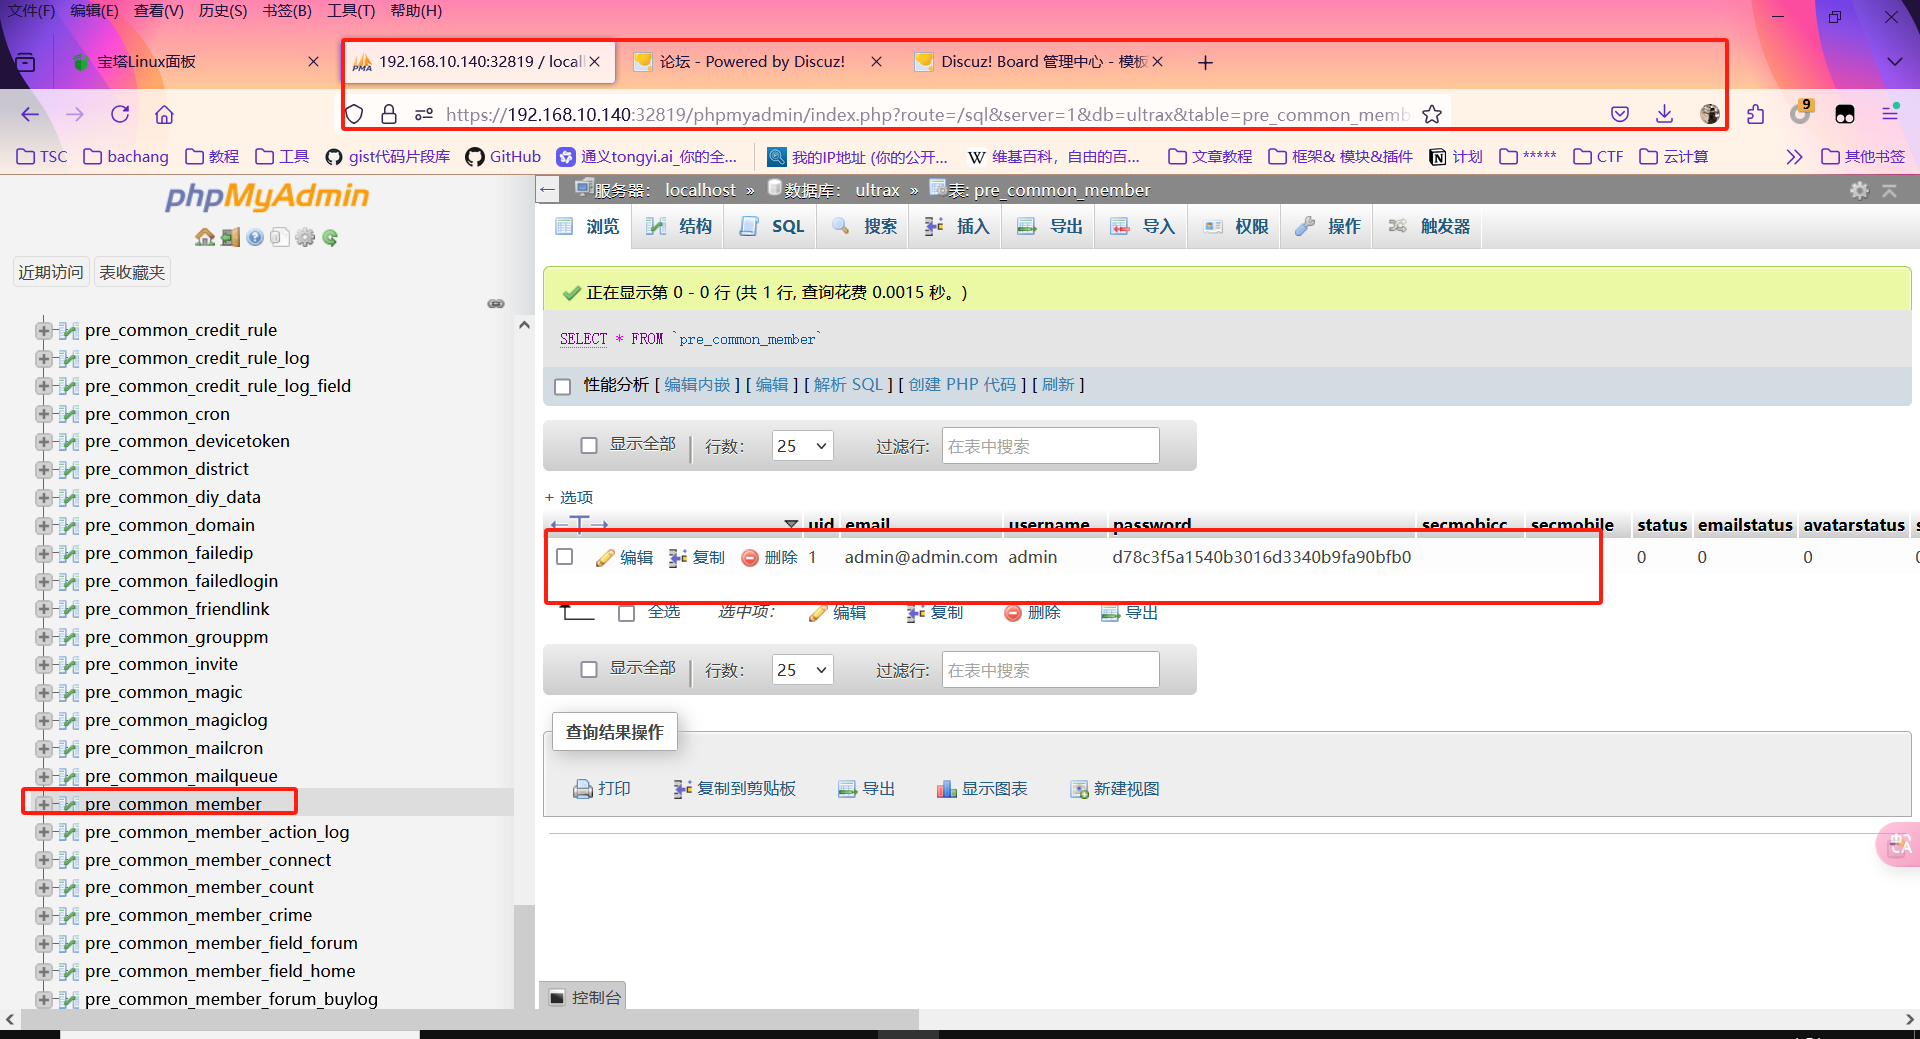 文件(F) 编辑(E) 查看(V) 历史(S) 书签(B) 工具(T) 帮助(H)
宝塔Linux面板
192.168.10.140:32819 / locall
论坛 - Powered by Discuz!
Discuz! Board 管理中心 - 模板
https://192.168.10.140:32819/phpmyadmin/index.php?route=/sql&server=1&db=ultrax&table=pre_common_memb
9
TSC bachang 教程 工具 gist代码片段库 GitHub 通义tongyi.ai_你的全... 我的IP地址 (你的公开... 维基百科，自由的百... 文章教程 框架& 模块&插件 计划 ***** CTF 云计算 其他书签
phpMyAdmin
近期访问 表收藏夹
pre_common_credit_rule
pre_common_credit_rule_log
pre_common_credit_rule_log_field
pre_common_cron
pre_common_devicetoken
pre_common_district
pre_common_diy_data
pre_common_domain
pre_common_failedip
pre_common_failedlogin
pre_common_friendlink
pre_common_grouppm
pre_common_invite
pre_common_magic
pre_common_magiclog
pre_common_mailcron
pre_common_mailqueue
pre_common_member
pre_common_member_action_log
pre_common_member_connect
pre_common_member_count
pre_common_member_crime
pre_common_member_field_forum
pre_common_member_field_home
pre_common_member_forum_buylog
服务器: localhost » 数据库: ultrax » 表: pre_common_member
浏览 结构 SQL 搜索 插入 导出 导入 权限 操作 触发器
正在显示第 0 - 0 行 (共 1 行, 查询花费 0.0015 秒。)
SELECT * FROM `pre_common_member`
性能分析 [ 编辑内嵌 ] [ 编辑 ] [ 解析 SQL ] [ 创建 PHP 代码 ] [ 刷新 ]
显示全部 行数: 25 过滤行: 在表中搜索
+ 选项
uid email username password secmobicc secmobile status emailstatus avatarstatus
编辑 复制 删除 1 admin@admin.com admin d78c3f5a1540b3016d3340b9fa90bfb0 0 0 0
全选 选中项: 编辑 复制 删除 导出
显示全部 行数: 25 过滤行: 在表中搜索
查询结果操作
打印 复制到剪贴板 导出 显示图表 新建视图
控制台